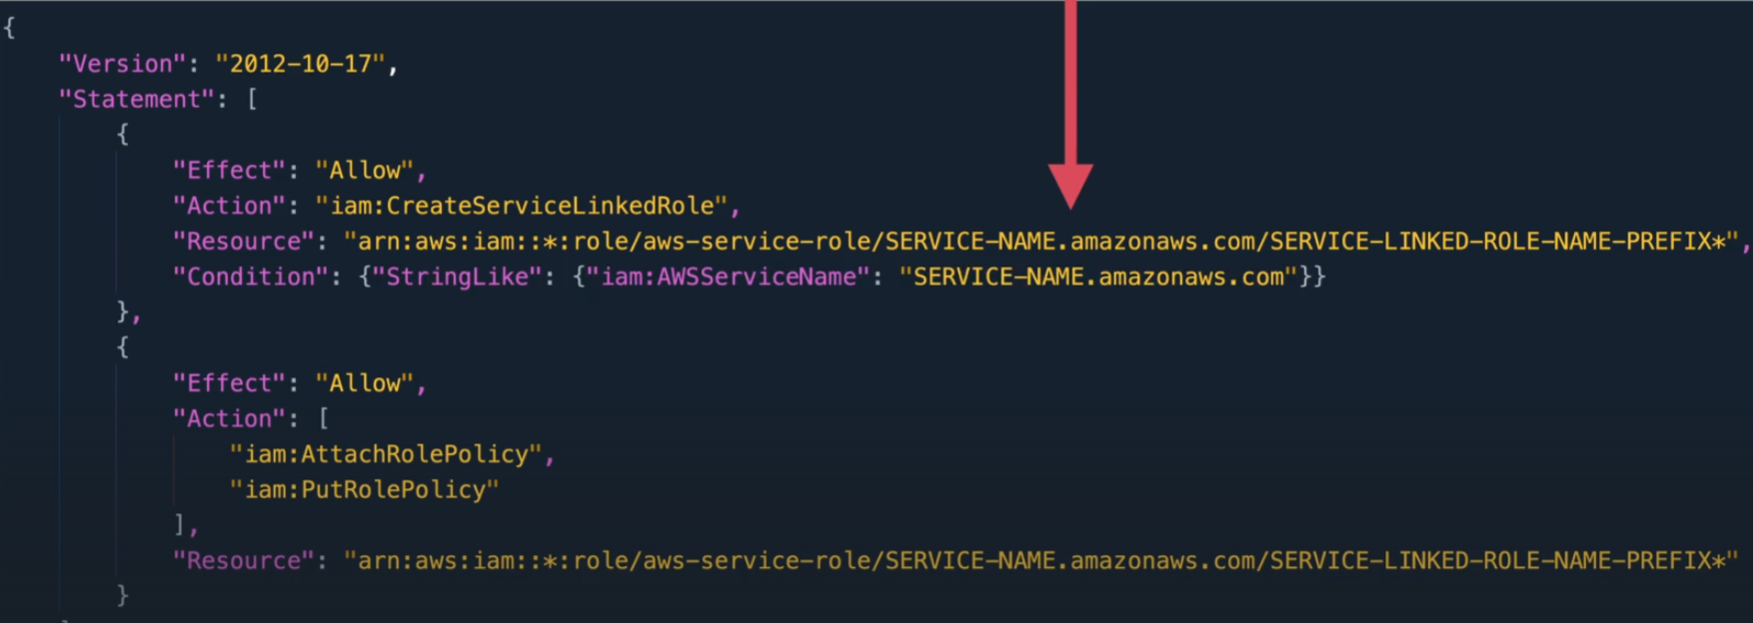 {
"Version": "2012-10-17",
"Statement": [
{
"Effect": "Allow",
"Action": "iam:CreateServiceLinkedRole",
"Resource": "arn:aws:iam::*:role/aws-service-role/SERVICE-NAME.amazonaws.com/SERVICE-LINKED-ROLE-NAME-PREFIX*",
"Condition": {"StringLike": {"iam:AWSServiceName": "SERVICE-NAME.amazonaws.com"}}
},
{
"Effect": "Allow",
"Action": [
"iam:AttachRolePolicy",
"iam:PutRolePolicy"
],
"Resource": "arn:aws:iam::*:role/aws-service-role/SERVICE-NAME.amazonaws.com/SERVICE-LINKED-ROLE-NAME-PREFIX*"
}